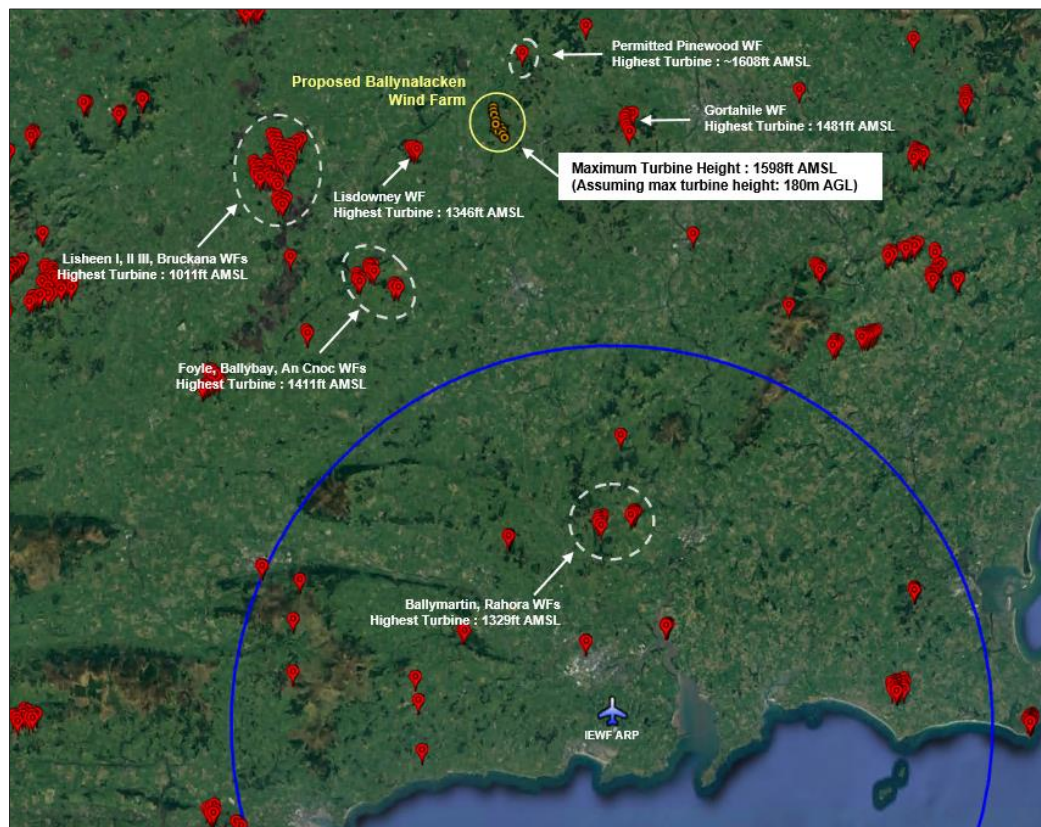 Permitted Pinewood WF
Highest Turbine : ~1608ft AMSL
Proposed Ballynalacken
Wind Farm
Gortahile WF
Highest Turbine : 1481ft AMSL
Maximum Turbine Height : 1598ft AMSL
(Assuming max turbine height: 180m AGL)
Lisdowney WF
Highest Turbine : 1346ft AMSL
Lisheen I, II III, Bruckana WFs
Highest Turbine : 1011ft AMSL
Foyle, Ballybay, An Cnoc WFs
Highest Turbine : 1411ft AMSL
Ballymartin, Rahora WFs
Highest Turbine : 1329ft AMSL
IEWF ARP